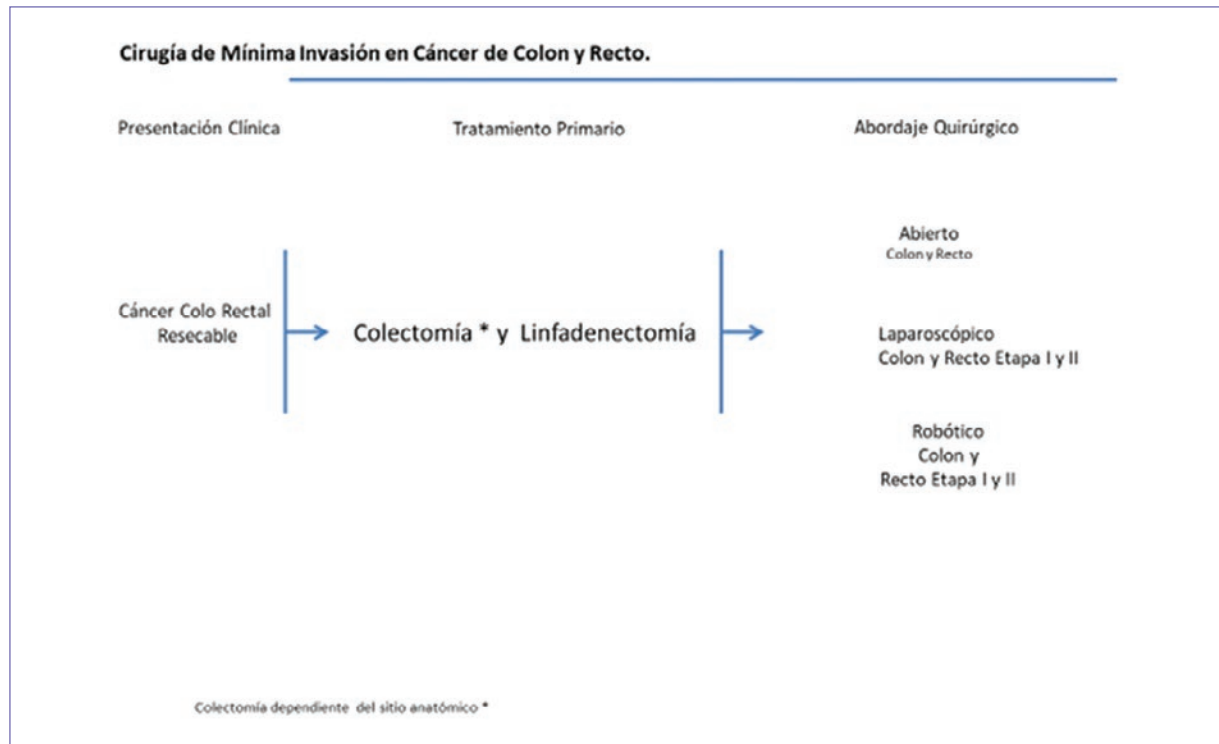 Cirugía de Mínima Invasión en Cáncer de Colon y Recto.
Presentación Clínica
Tratamiento Primario
Abordaje Quirúrgico
Cáncer Colo Rectal
Resecable
Colectomía * y Linfadenectomía
Abierto
Colon y Recto
Laparoscópico
Colon y Recto Etapa I y II
Robótico
Colon y
Recto Etapa I y II
Colectomía dependiente del sitio anatómico *